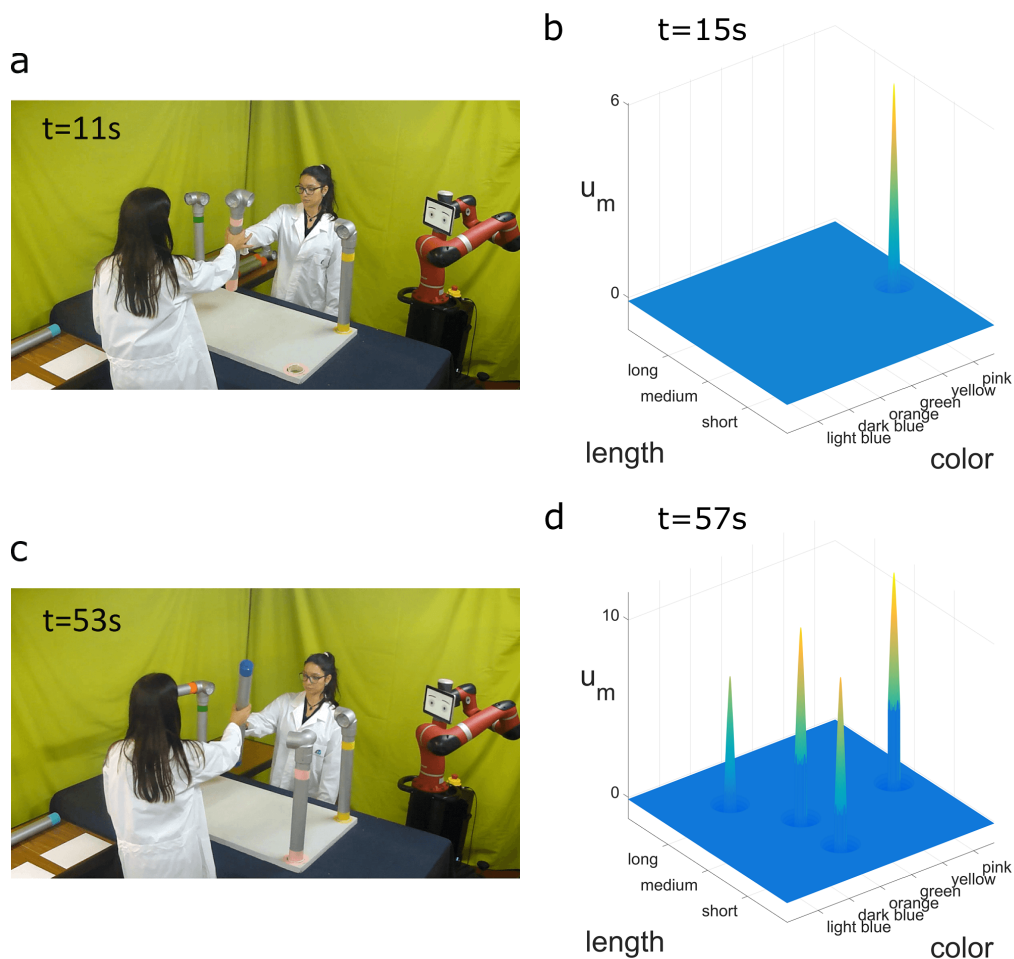 a
t=11s
b
t=15s
6
0
u
m
long
medium
short
length
light blue
dark blue
orange
green
yellow
pink
color
c
t=53s
d
t=57s
10
0
u
m
long
medium
short
length
light blue
dark blue
orange
green
yellow
pink
color